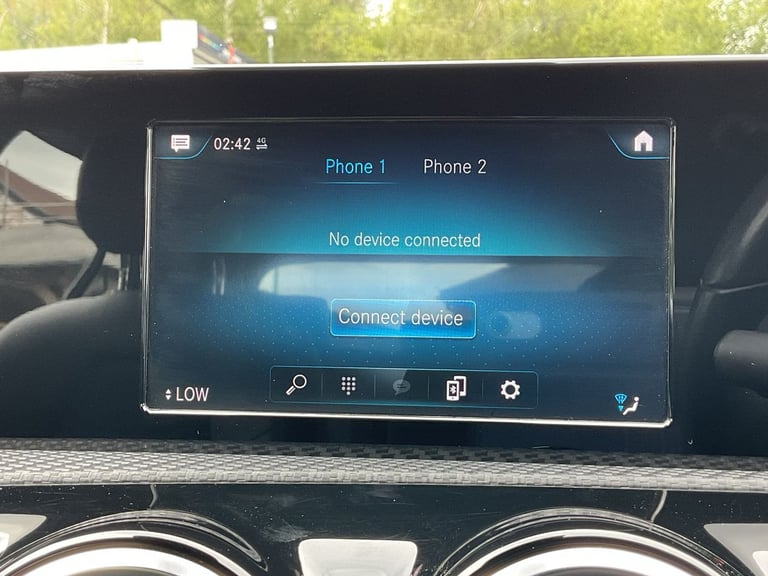 02:42 4G
Phone 1 Phone 2
No device connected
Connect device
LOW